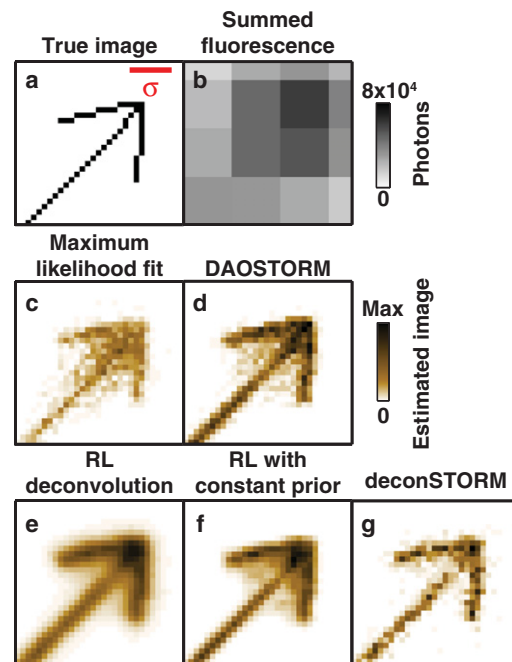 Summed
True image fluorescence
a
σ
b
8x10⁴
Photons
0
Maximum
likelihood fit DAOSTORM
c
d
Max
Estimated image
0
RL RL with
deconvolution constant prior deconSTORM
e
f
g